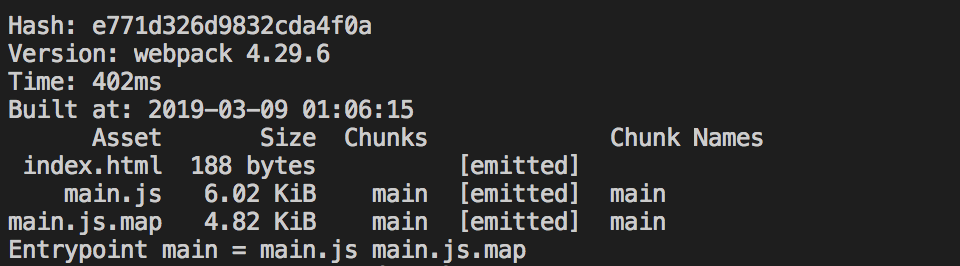 Hash: e771d326d9832cda4f0a
Version: webpack 4.29.6
Time: 402ms
Built at: 2019-03-09 01:06:15
      Asset       Size  Chunks             Chunk Names
 index.html  188 bytes          [emitted]
    main.js   6.02 KiB    main  [emitted]  main
main.js.map   4.82 KiB    main  [emitted]  main
Entrypoint main = main.js main.js.map